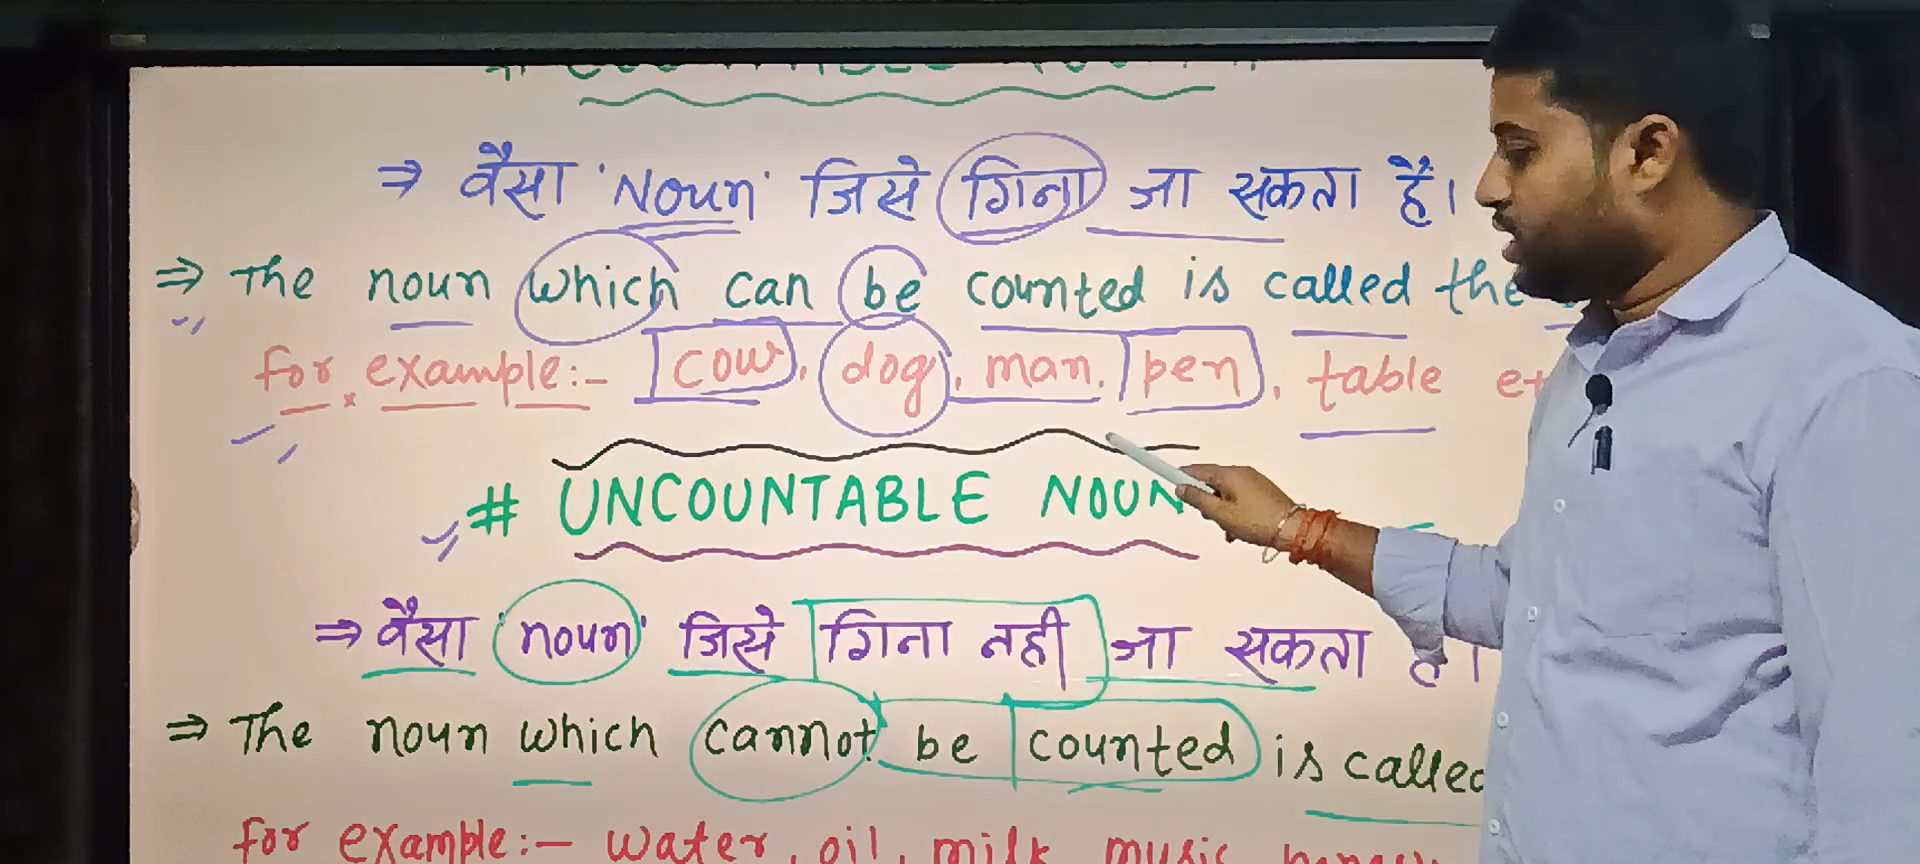 ⇒ वैसा 'Noun' जिसे गिना जा सकता है।
⇒ The noun which can be counted is called the
for example:- cow, dog, man, pen, table
# UNCOUNTABLE NOUN
⇒ वैसा 'noun' जिसे गिना नही जा सकता है।
⇒ The noun which cannot be counted is called
for example:- water, oil, milk music